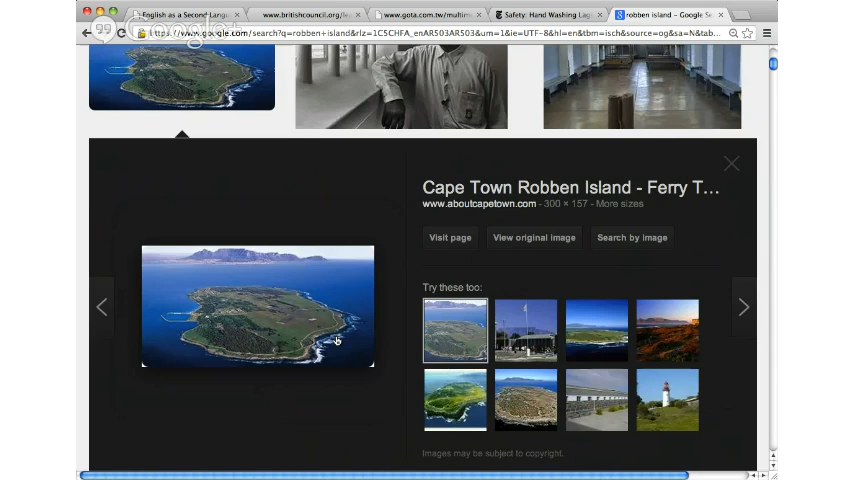 English as a Second Langu
www.britishcouncil.org/le
www.gota.com.tw/multim
Safety: Hand Washing Lag
robben island – Google Se
Google+
https://www.google.com/search?q=robben+island&rlz=1C5CHFA_enAR503AR503&um=1&ie=UTF-8&hl=en&tbm=isch&source=og&sa=N&tab…
Cape Town Robben Island - Ferry T…
www.aboutcapetown.com - 300 × 157 - More sizes
Visit page
View original image
Search by image
Try these too:
Images may be subject to copyright.